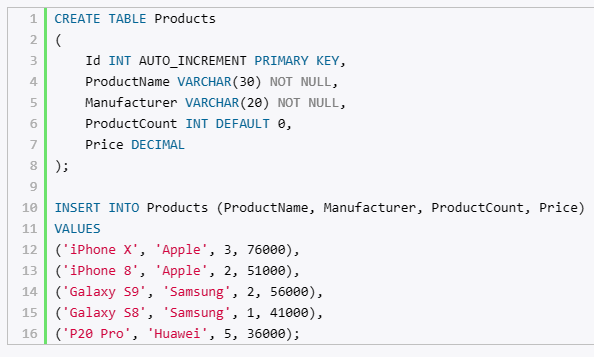 1 CREATE TABLE Products
2 (
3     Id INT AUTO_INCREMENT PRIMARY KEY,
4     ProductName VARCHAR(30) NOT NULL,
5     Manufacturer VARCHAR(20) NOT NULL,
6     ProductCount INT DEFAULT 0,
7     Price DECIMAL
8 );
9
10 INSERT INTO Products (ProductName, Manufacturer, ProductCount, Price)
11 VALUES
12 ('iPhone X', 'Apple', 3, 76000),
13 ('iPhone 8', 'Apple', 2, 51000),
14 ('Galaxy S9', 'Samsung', 2, 56000),
15 ('Galaxy S8', 'Samsung', 1, 41000),
16 ('P20 Pro', 'Huawei', 5, 36000);